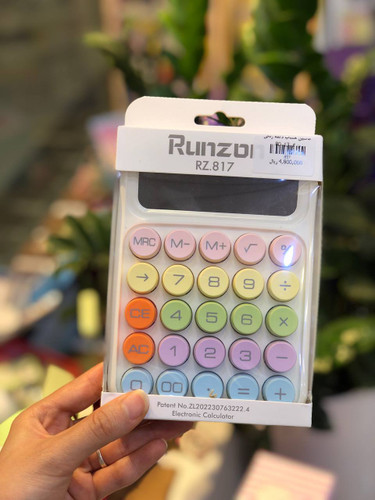 Runzo
RZ.817
MRC M- M+ √ %
→ 7 8 9 ÷
CE 4 5 6 ×
AC 1 2 3 −
0 00 . = +
Patent No.ZL202230763222.4
Electronic Calculator